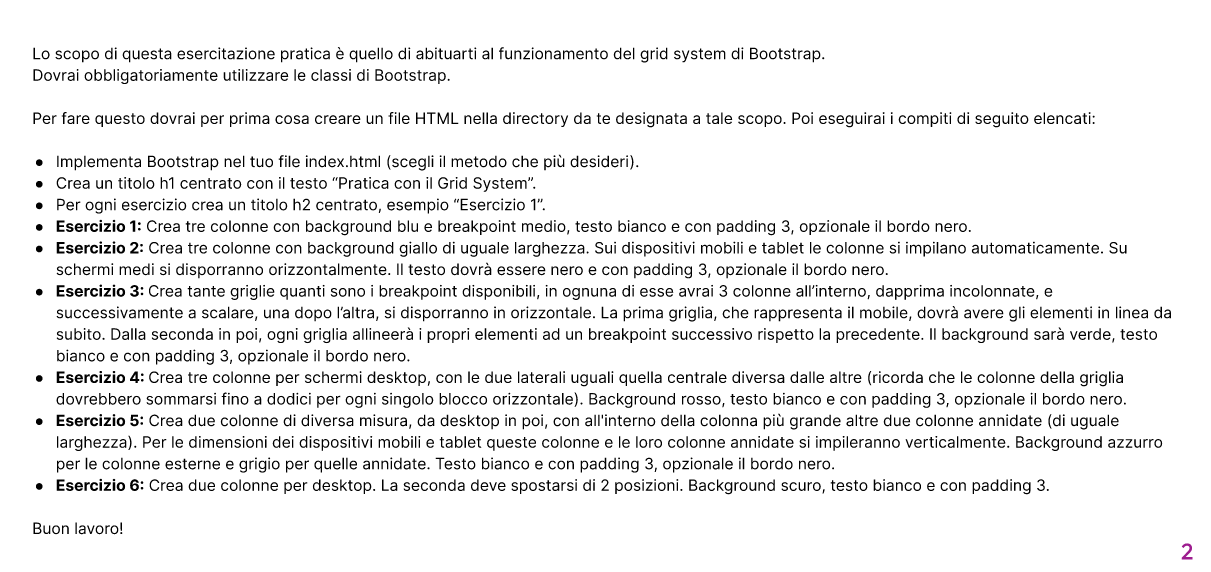 Lo scopo di questa esercitazione pratica è quello di abituarti al funzionamento del grid system di Bootstrap.
Dovrai obbligatoriamente utilizzare le classi di Bootstrap.
Per fare questo dovrai per prima cosa creare un file HTML nella directory da te designata a tale scopo. Poi eseguirai i compiti di seguito elencati:
● Implementa Bootstrap nel tuo file index.html (scegli il metodo che più desideri).
● Crea un titolo h1 centrato con il testo “Pratica con il Grid System”.
● Per ogni esercizio crea un titolo h2 centrato, esempio “Esercizio 1”.
● Esercizio 1: Crea tre colonne con background blu e breakpoint medio, testo bianco e con padding 3, opzionale il bordo nero.
● Esercizio 2: Crea tre colonne con background giallo di uguale larghezza. Sui dispositivi mobili e tablet le colonne si impilano automaticamente. Su
schermi medi si disporranno orizzontalmente. Il testo dovrà essere nero e con padding 3, opzionale il bordo nero.
● Esercizio 3: Crea tante griglie quanti sono i breakpoint disponibili, in ognuna di esse avrai 3 colonne all’interno, dapprima incolonnate, e
successivamente a scalare, una dopo l’altra, si disporranno in orizzontale. La prima griglia, che rappresenta il mobile, dovrà avere gli elementi in linea da
subito. Dalla seconda in poi, ogni griglia allineerà i propri elementi ad un breakpoint successivo rispetto la precedente. Il background sarà verde, testo
bianco e con padding 3, opzionale il bordo nero.
● Esercizio 4: Crea tre colonne per schermi desktop, con le due laterali uguali quella centrale diversa dalle altre (ricorda che le colonne della griglia
dovrebbero sommarsi fino a dodici per ogni singolo blocco orizzontale). Background rosso, testo bianco e con padding 3, opzionale il bordo nero.
● Esercizio 5: Crea due colonne di diversa misura, da desktop in poi, con all'interno della colonna più grande altre due colonne annidate (di uguale
larghezza). Per le dimensioni dei dispositivi mobili e tablet queste colonne e le loro colonne annidate si impileranno verticalmente. Background azzurro
per le colonne esterne e grigio per quelle annidate. Testo bianco e con padding 3, opzionale il bordo nero.
● Esercizio 6: Crea due colonne per desktop. La seconda deve spostarsi di 2 posizioni. Background scuro, testo bianco e con padding 3.
Buon lavoro!
2